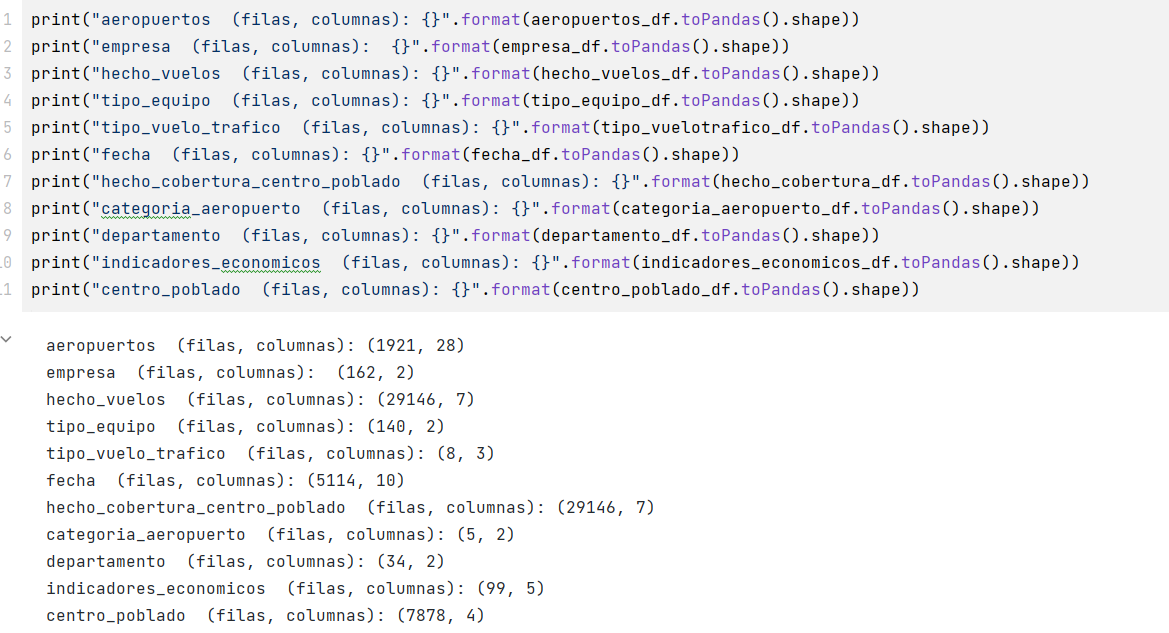 1 print("aeropuertos  (filas, columnas): {}".format(aeropuertos_df.toPandas().shape))
2 print("empresa  (filas, columnas):  {}".format(empresa_df.toPandas().shape))
3 print("hecho_vuelos  (filas, columnas): {}".format(hecho_vuelos_df.toPandas().shape))
4 print("tipo_equipo  (filas, columnas): {}".format(tipo_equipo_df.toPandas().shape))
5 print("tipo_vuelo_trafico  (filas, columnas): {}".format(tipo_vuelotrafico_df.toPandas().shape))
6 print("fecha  (filas, columnas): {}".format(fecha_df.toPandas().shape))
7 print("hecho_cobertura_centro_poblado  (filas, columnas): {}".format(hecho_cobertura_df.toPandas().shape))
8 print("categoria_aeropuerto  (filas, columnas): {}".format(categoria_aeropuerto_df.toPandas().shape))
9 print("departamento  (filas, columnas): {}".format(departamento_df.toPandas().shape))
10 print("indicadores_economicos  (filas, columnas): {}".format(indicadores_economicos_df.toPandas().shape))
11 print("centro_poblado  (filas, columnas): {}".format(centro_poblado_df.toPandas().shape))
aeropuertos  (filas, columnas): (1921, 28)
empresa  (filas, columnas):  (162, 2)
hecho_vuelos  (filas, columnas): (29146, 7)
tipo_equipo  (filas, columnas): (140, 2)
tipo_vuelo_trafico  (filas, columnas): (8, 3)
fecha  (filas, columnas): (5114, 10)
hecho_cobertura_centro_poblado  (filas, columnas): (29146, 7)
categoria_aeropuerto  (filas, columnas): (5, 2)
departamento  (filas, columnas): (34, 2)
indicadores_economicos  (filas, columnas): (99, 5)
centro_poblado  (filas, columnas): (7878, 4)